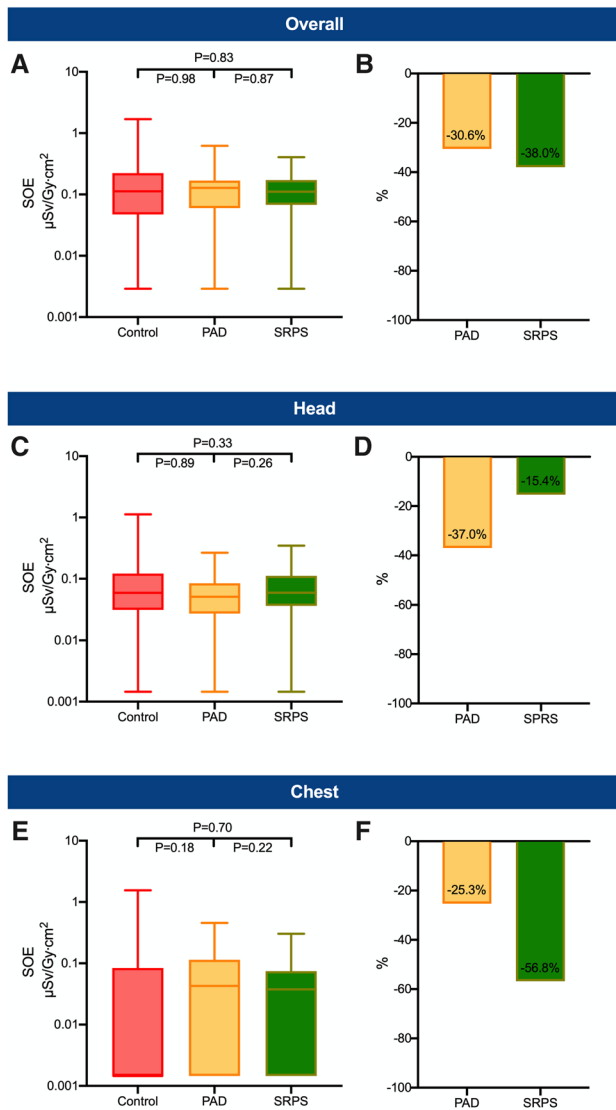 Overall
A
P=0.83
P=0.98 P=0.87
SOE
µSv/Gy·cm²
10
1
0.1
0.01
0.001
Control PAD SRPS
B
0
-20
-40
-60
-80
-100
%
-30.6%
-38.0%
PAD SRPS
Head
C
P=0.33
P=0.89 P=0.26
SOE
µSv/Gy·cm²
10
1
0.1
0.01
0.001
Control PAD SRPS
D
0
-20
-40
-60
-80
-100
%
-15.4%
-37.0%
PAD SPRS
Chest
E
P=0.70
P=0.18 P=0.22
SOE
µSv/Gy·cm²
10
1
0.1
0.01
0.001
Control PAD SRPS
F
0
-20
-40
-60
-80
-100
%
-25.3%
-56.8%
PAD SRPS